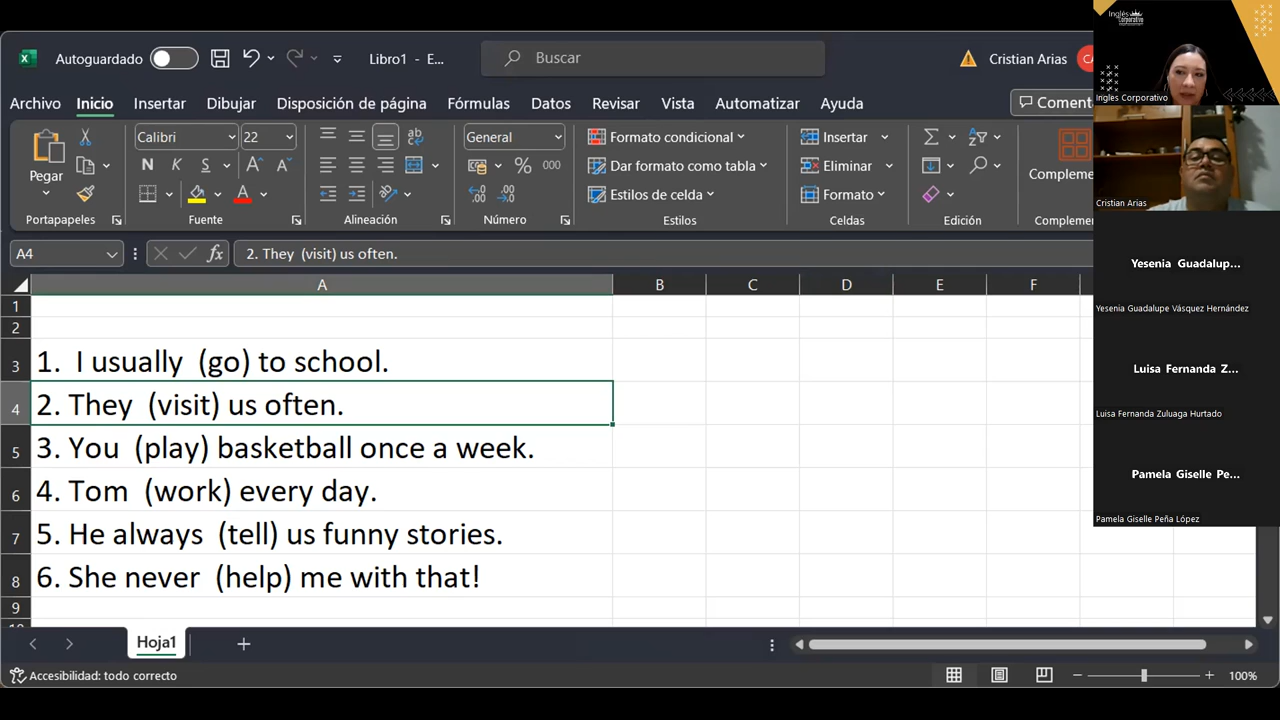 Inglés
Corporativo
Autoguardado
Libro1 - E...
Buscar
Cristian Arias
CA
Ingles Corporativo
Archivo Inicio Insertar Dibujar Disposición de página Fórmulas Datos Revisar Vista Automatizar Ayuda
Coment
Pegar
Calibri 22
General
N K S
A A
% 000
Formato condicional
Dar formato como tabla
Estilos de celda
Insertar
Eliminar
Formato
Compleme
Portapapeles Fuente Alineación Número Estilos Celdas Edición Complemen
Cristian Arias
A4 fx 2. They (visit) us often.
Yesenia Guadalup...
Yesenia Guadalupe Vásquez Hernández
A B C D E F
1
2
3 1. I usually (go) to school.
4 2. They (visit) us often.
5 3. You (play) basketball once a week.
6 4. Tom (work) every day.
7 5. He always (tell) us funny stories.
8 6. She never (help) me with that!
9
Luisa Fernanda Z...
Luisa Fernanda Zuluaga Hurtado
Pamela Giselle Pe...
Pamela Giselle Peña López
Hoja1
Accesibilidad: todo correcto
100%